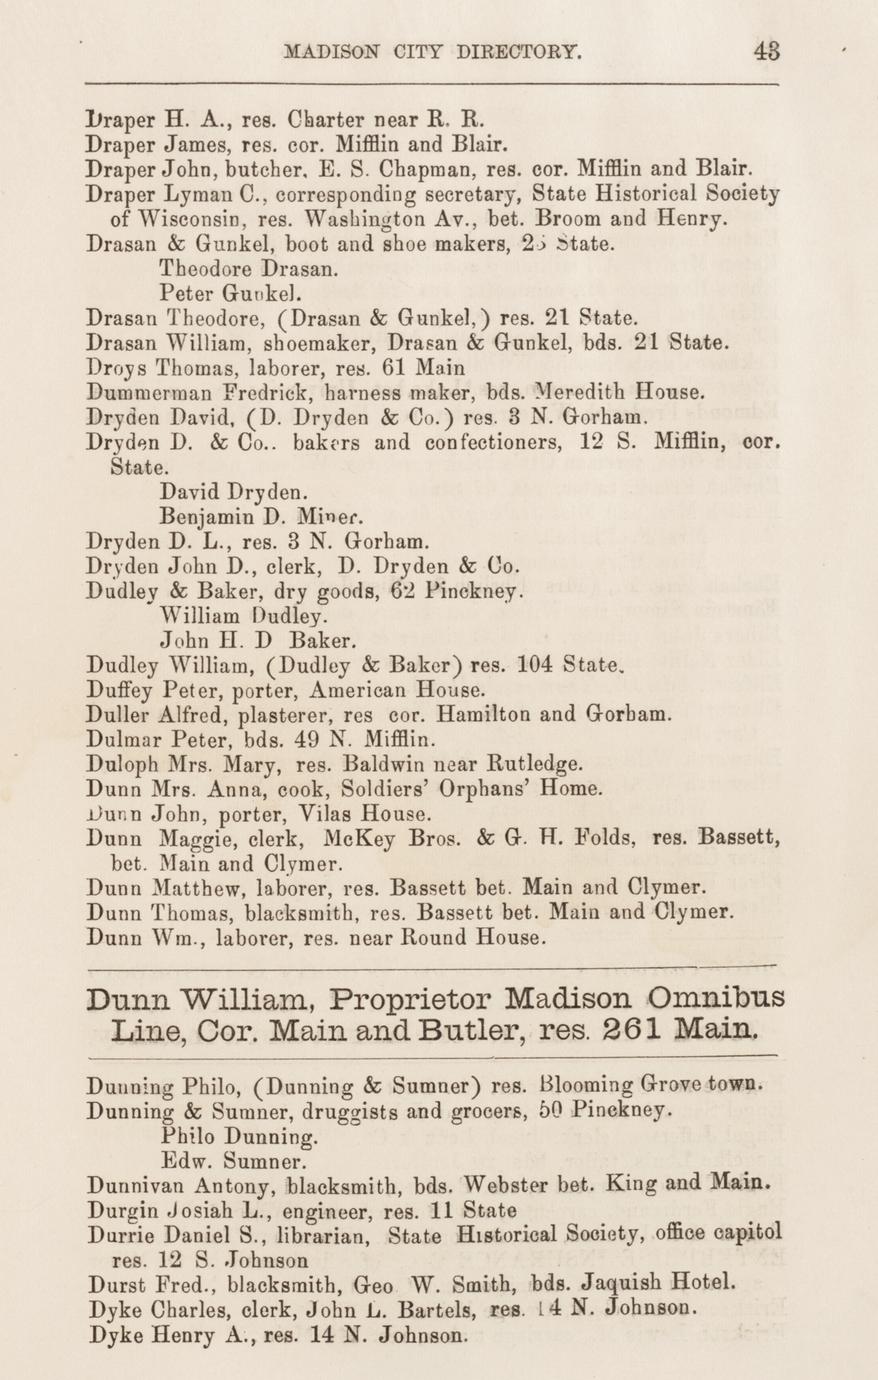 MADISON CITY DIRECTORY. 43
Draper H. A., res. Charter near R. R.
Draper James, res. cor. Mifflin and Blair.
Draper John, butcher, E. S. Chapman, res. cor. Mifflin and Blair.
Draper Lyman C., corresponding secretary, State Historical Society
of Wisconsin, res. Washington Av., bet. Broom and Henry.
Drasan & Gunkel, boot and shoe makers, State.
Theodore Drasan.
Peter Gunkel.
Drasan Theodore, (Drasan & Gunkel,) res. 21 State.
Drasan William, shoemaker, Drasan & Gunkel, bds. 21 State.
Droys Thomas, laborer, res. 61 Main
Dummerman Fredrick, harness maker, bds. Meredith House.
Dryden David, (D. Dryden & Co.) res. 3 N. Gorham.
Dryden D. & Co.. bakers and confectioners, 12 S. Mifflin, cor.
State.
David Dryden.
Benjamin D. Miner.
Dryden D. L., res. 3 N. Gorham.
Dryden John D., clerk, D. Dryden & Co.
Dudley & Baker, dry goods, 62 Pinckney.
William Dudley.
John H. D Baker.
Dudley William, (Dudley & Baker) res. 104 State.
Duffey Peter, porter, American House.
Duller Alfred, plasterer, res cor. Hamilton and Gorham.
Dulmar Peter, bds. 49 N. Mifflin.
Duloph Mrs. Mary, res. Baldwin near Rutledge.
Dunn Mrs. Anna, cook, Soldiers' Orphans' Home.
Dunn John, porter, Vilas House.
Dunn Maggie, clerk, McKey Bros. & G. H. Folds, res. Bassett,
bet. Main and Clymer.
Dunn Matthew, laborer, res. Bassett bet. Main and Clymer.
Dunn Thomas, blacksmith, res. Bassett bet. Main and Clymer.
Dunn Wm., laborer, res. near Round House.
Dunn William, Proprietor Madison Omnibus
Line, Cor. Main and Butler, res. 261 Main.
Dunning Philo, (Dunning & Sumner) res. Blooming Grove town.
Dunning & Sumner, druggists and grocers, 50 Pinckney.
Philo Dunning.
Edw. Sumner.
Dunnivan Antony, blacksmith, bds. Webster bet. King and Main.
Durgin Josiah L., engineer, res. 11 State
Durrie Daniel S., librarian, State Historical Society, office capitol
res. 12 S. Johnson
Durst Fred., blacksmith, Geo W. Smith, bds. Jaquish Hotel.
Dyke Charles, clerk, John L. Bartels, res. 14 N. Johnson.
Dyke Henry A., res. 14 N. Johnson.